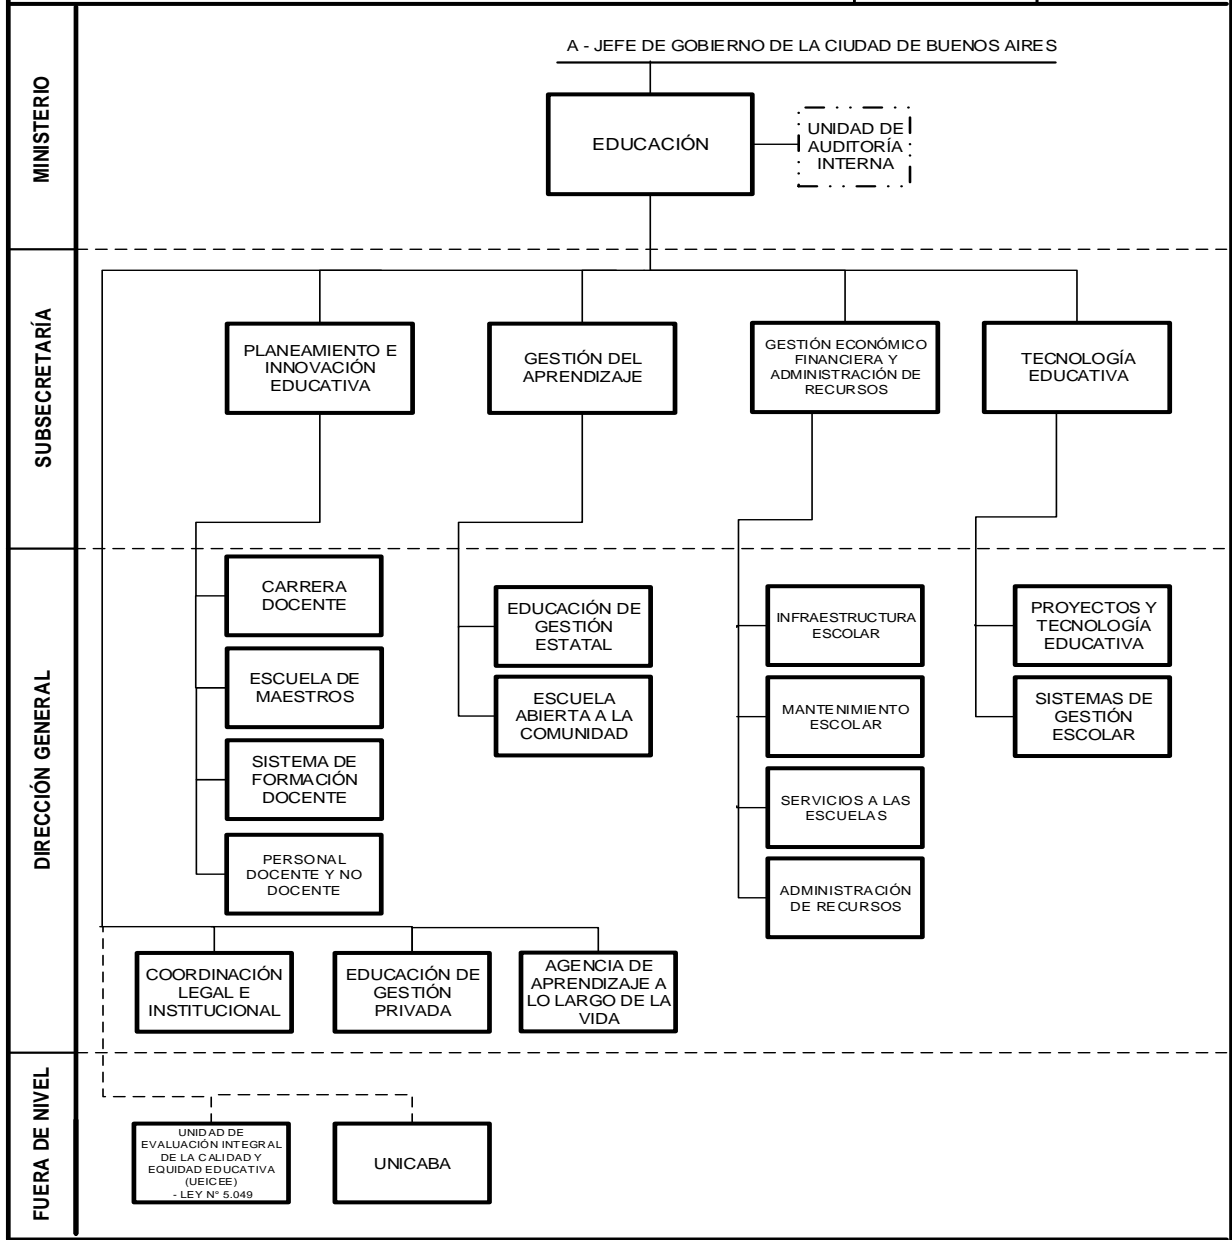 A - JEFE DE GOBIERNO DE LA CIUDAD DE BUENOS AIRES
MINISTERIO
EDUCACIÓN
UNIDAD DE
AUDITORÍA
INTERNA
SUBSECRETARÍA
PLANEAMIENTO E
INNOVACIÓN
EDUCATIVA
GESTIÓN DEL
APRENDIZAJE
GESTIÓN ECONÓMICO
FINANCIERA Y
ADMINISTRACIÓN DE
RECURSOS
TECNOLOGÍA
EDUCATIVA
DIRECCIÓN GENERAL
CARRERA
DOCENTE
ESCUELA DE
MAESTROS
SISTEMA DE
FORMACIÓN
DOCENTE
PERSONAL
DOCENTE Y NO
DOCENTE
EDUCACIÓN DE
GESTIÓN
ESTATAL
ESCUELA
ABIERTA A LA
COMUNIDAD
INFRAESTRUCTURA
ESCOLAR
MANTENIMIENTO
ESCOLAR
SERVICIOS A LAS
ESCUELAS
ADMINISTRACIÓN
DE RECURSOS
PROYECTOS Y
TECNOLOGÍA
EDUCATIVA
SISTEMAS DE
GESTIÓN
ESCOLAR
COORDINACIÓN
LEGAL E
INSTITUCIONAL
EDUCACIÓN DE
GESTIÓN
PRIVADA
AGENCIA DE
APRENDIZAJE A
LO LARGO DE LA
VIDA
FUERA DE NIVEL
UNIDAD DE
EVALUACIÓN INTEGRAL
DE LA CALIDAD Y
EQUIDAD EDUCATIVA
(UEICEE)
- LEY N° 5.049
UNICABA